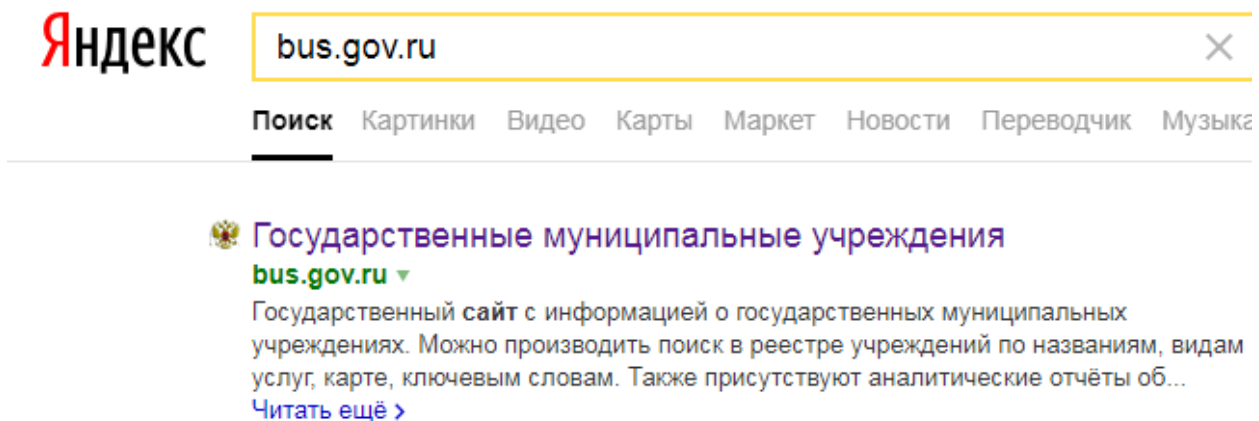 Яндекс
bus.gov.ru
Поиск Картинки Видео Карты Маркет Новости Переводчик Музыка
Государственные муниципальные учреждения
bus.gov.ru
Государственный сайт с информацией о государственных муниципальных
учреждениях. Можно производить поиск в реестре учреждений по названиям, видам
услуг, карте, ключевым словам. Также присутствуют аналитические отчёты об...
Читать ещё >